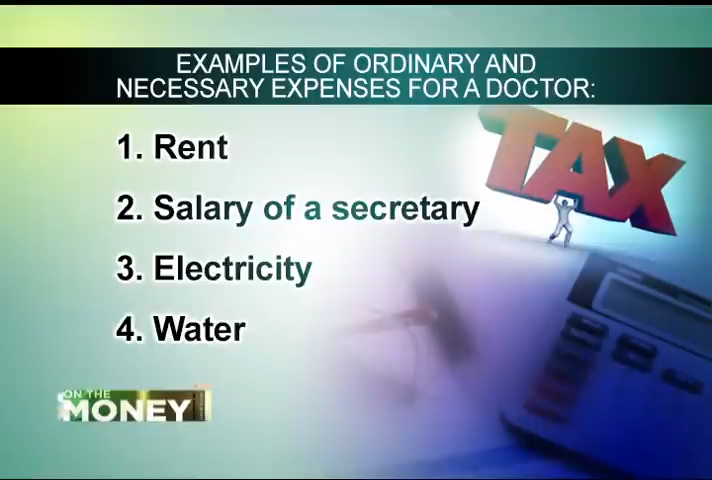 EXAMPLES OF ORDINARY AND
NECESSARY EXPENSES FOR A DOCTOR:
TAX
1. Rent
2. Salary of a secretary
3. Electricity
4. Water
ON THE
MONEY